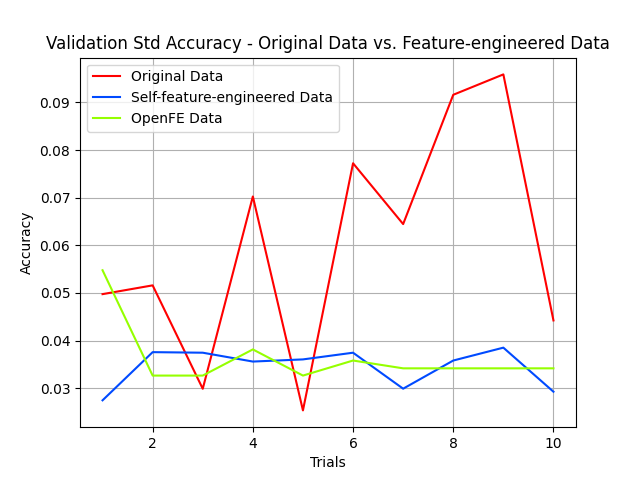 Validation Std Accuracy - Original Data vs. Feature-engineered Data
Original Data
Self-feature-engineered Data
OpenFE Data
0.09
0.08
0.07
0.06
0.05
0.04
0.03
Accuracy
2 4 6 8 10
Trials